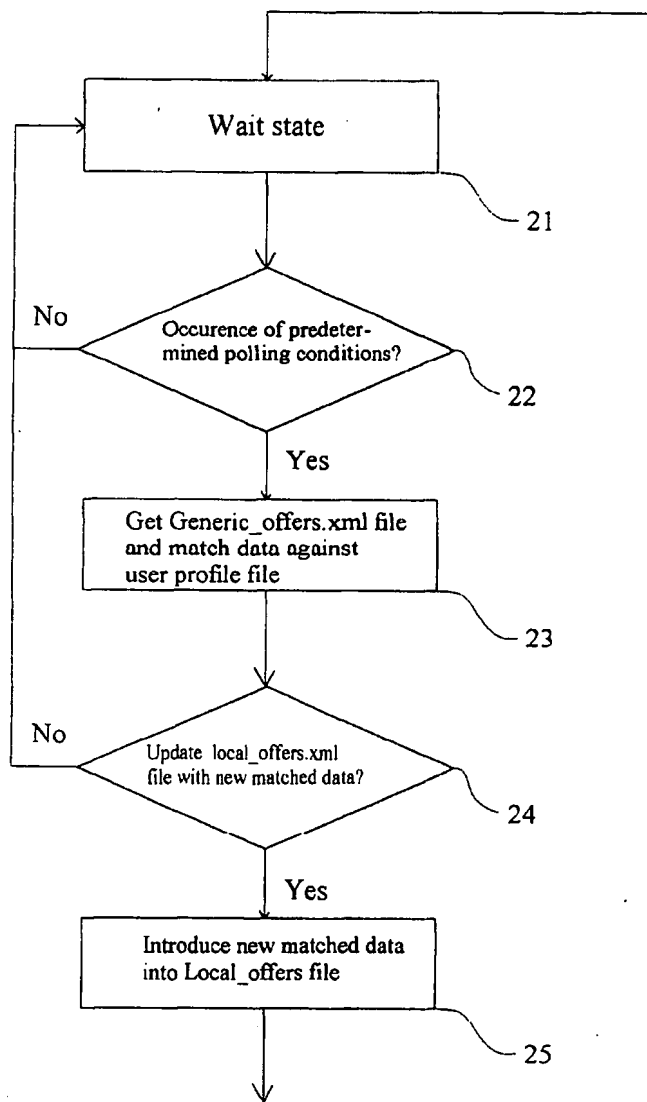 Wait state
21
No
Occurence of predeter-
mined polling conditions?
22
Yes
Get Generic_offers.xml file
and match data against
user profile file
23
No
Update local_offers.xml
file with new matched data?
24
Yes
Introduce new matched data
into Local_offers file
25